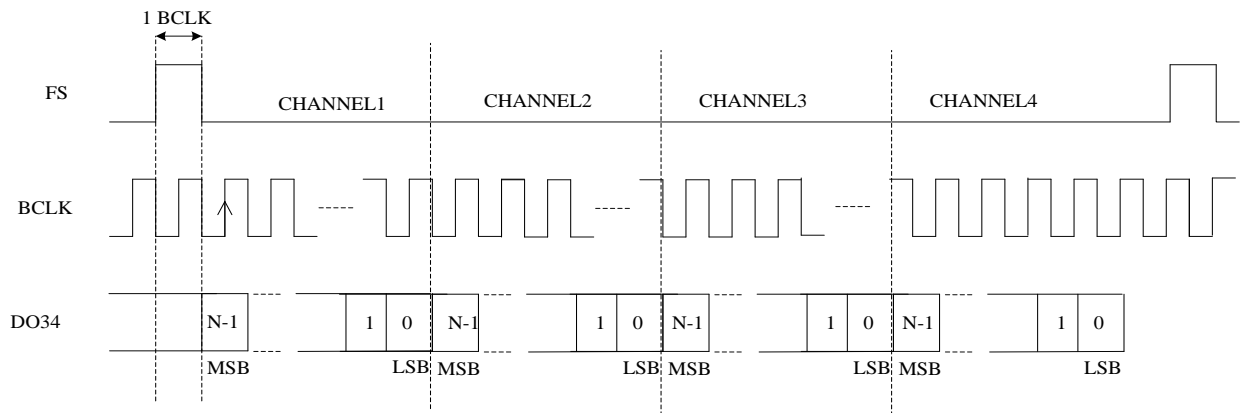 1 BCLK
FS
CHANNEL1
CHANNEL2
CHANNEL3
CHANNEL4
BCLK
DO34
N-1
1
0
N-1
1
0
N-1
1
0
N-1
1
0
MSB
LSB
MSB
LSB
MSB
LSB
MSB
LSB